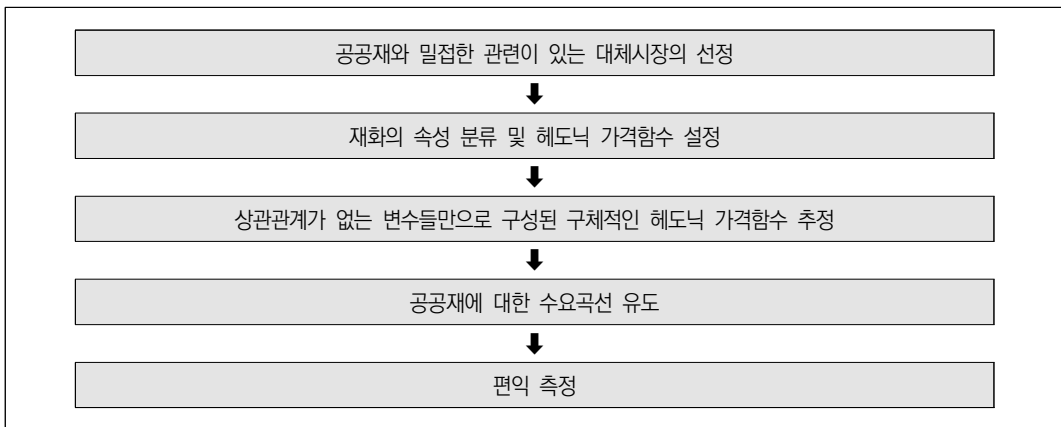 공공재와 밀접한 관련이 있는 대체시장의 선정
재화의 속성 분류 및 헤도닉 가격함수 설정
상관관계가 없는 변수들만으로 구성된 구체적인 헤도닉 가격함수 추정
공공재에 대한 수요곡선 유도
편익 측정